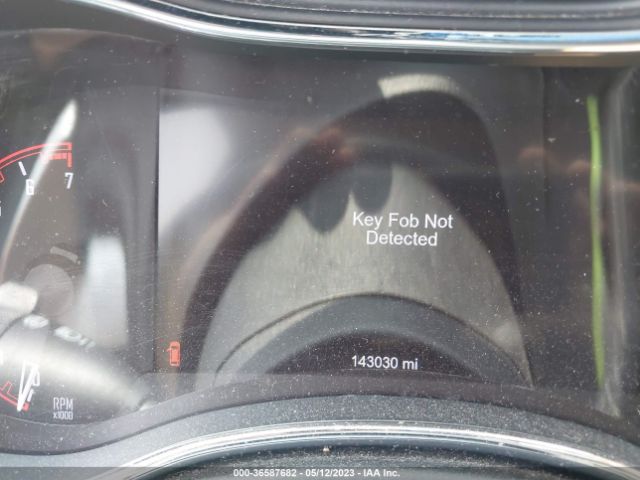 Key Fob Not
Detected
6
7
143030 mi
RPM
x1000
000-36587682 - 05/12/2023 - IAA Inc.